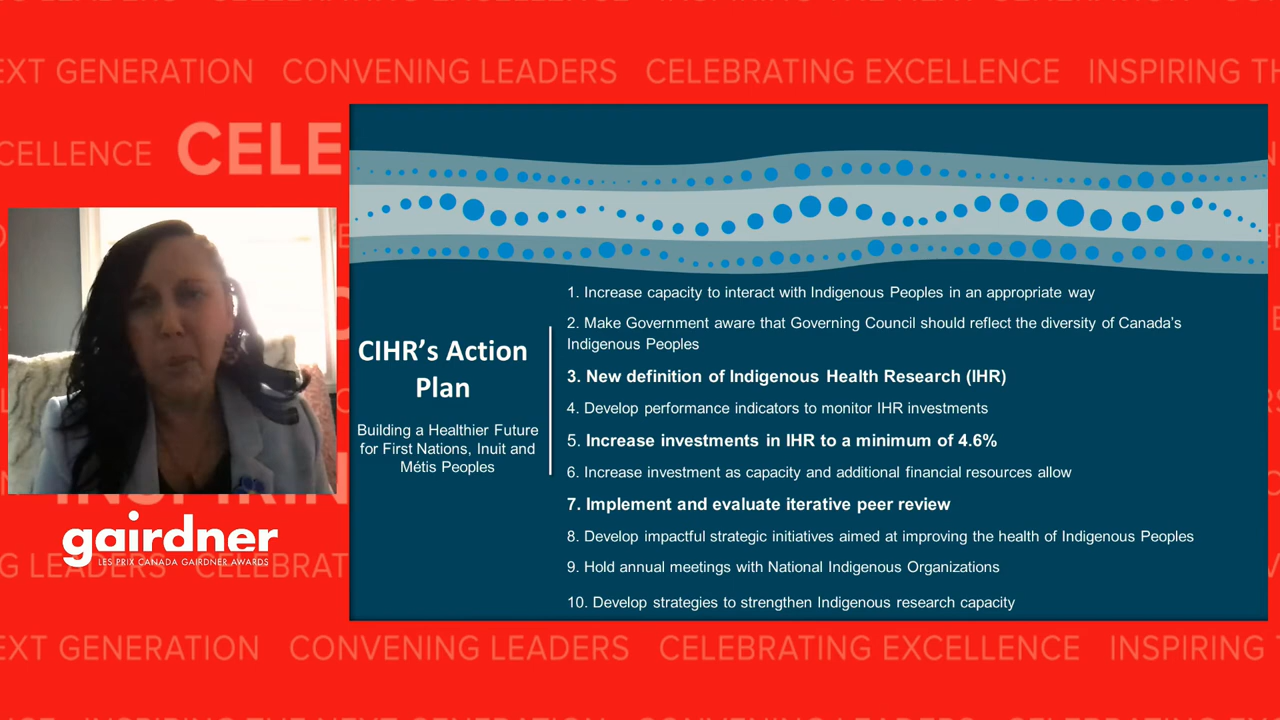 EXT GENERATION CONVENING LEADERS CELEBRATING EXCELLENCE INSPIRING TH
CELLENCE CELE
CIHR's Action
Plan
Building a Healthier Future
for First Nations, Inuit and
Métis Peoples
1. Increase capacity to interact with Indigenous Peoples in an appropriate way
2. Make Government aware that Governing Council should reflect the diversity of Canada's
Indigenous Peoples
3. New definition of Indigenous Health Research (IHR)
4. Develop performance indicators to monitor IHR investments
5. Increase investments in IHR to a minimum of 4.6%
6. Increase investment as capacity and additional financial resources allow
7. Implement and evaluate iterative peer review
8. Develop impactful strategic initiatives aimed at improving the health of Indigenous Peoples
9. Hold annual meetings with National Indigenous Organizations
10. Develop strategies to strengthen Indigenous research capacity
gairdner
LES PRIX CANADA GAIRDNER AWARDS
G LEADERS CELEBRAT
EXT GENERATION CONVENING LEADERS CELEBRATING EXCELLENCE INSPIRING